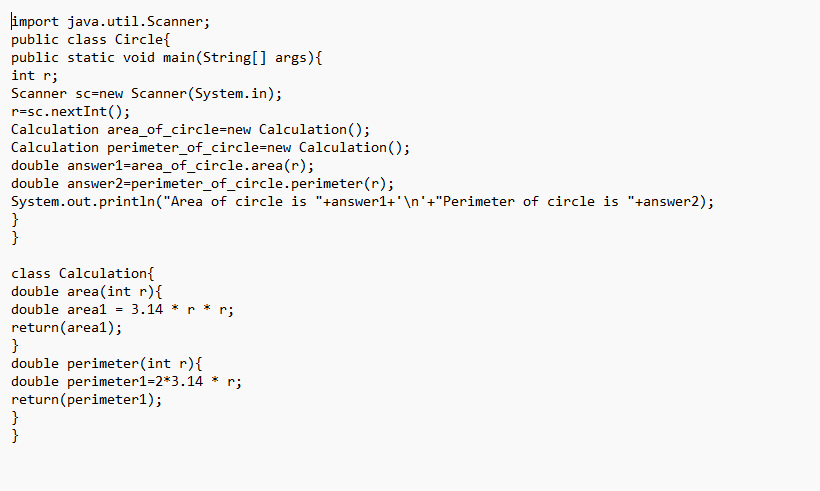 import java.util.Scanner;
public class Circle{
public static void main(String[] args){
int r;
Scanner sc=new Scanner(System.in);
r=sc.nextInt();
Calculation area_of_circle=new Calculation();
Calculation perimeter_of_circle=new Calculation();
double answer1=area_of_circle.area(r);
double answer2=perimeter_of_circle.perimeter(r);
System.out.println("Area of circle is "+answer1+'\n'+"Perimeter of circle is "+answer2);
}
}

class Calculation{
double area(int r){
double area1 = 3.14 * r * r;
return(area1);
}
double perimeter(int r){
double perimeter1=2*3.14 * r;
return(perimeter1);
}
}